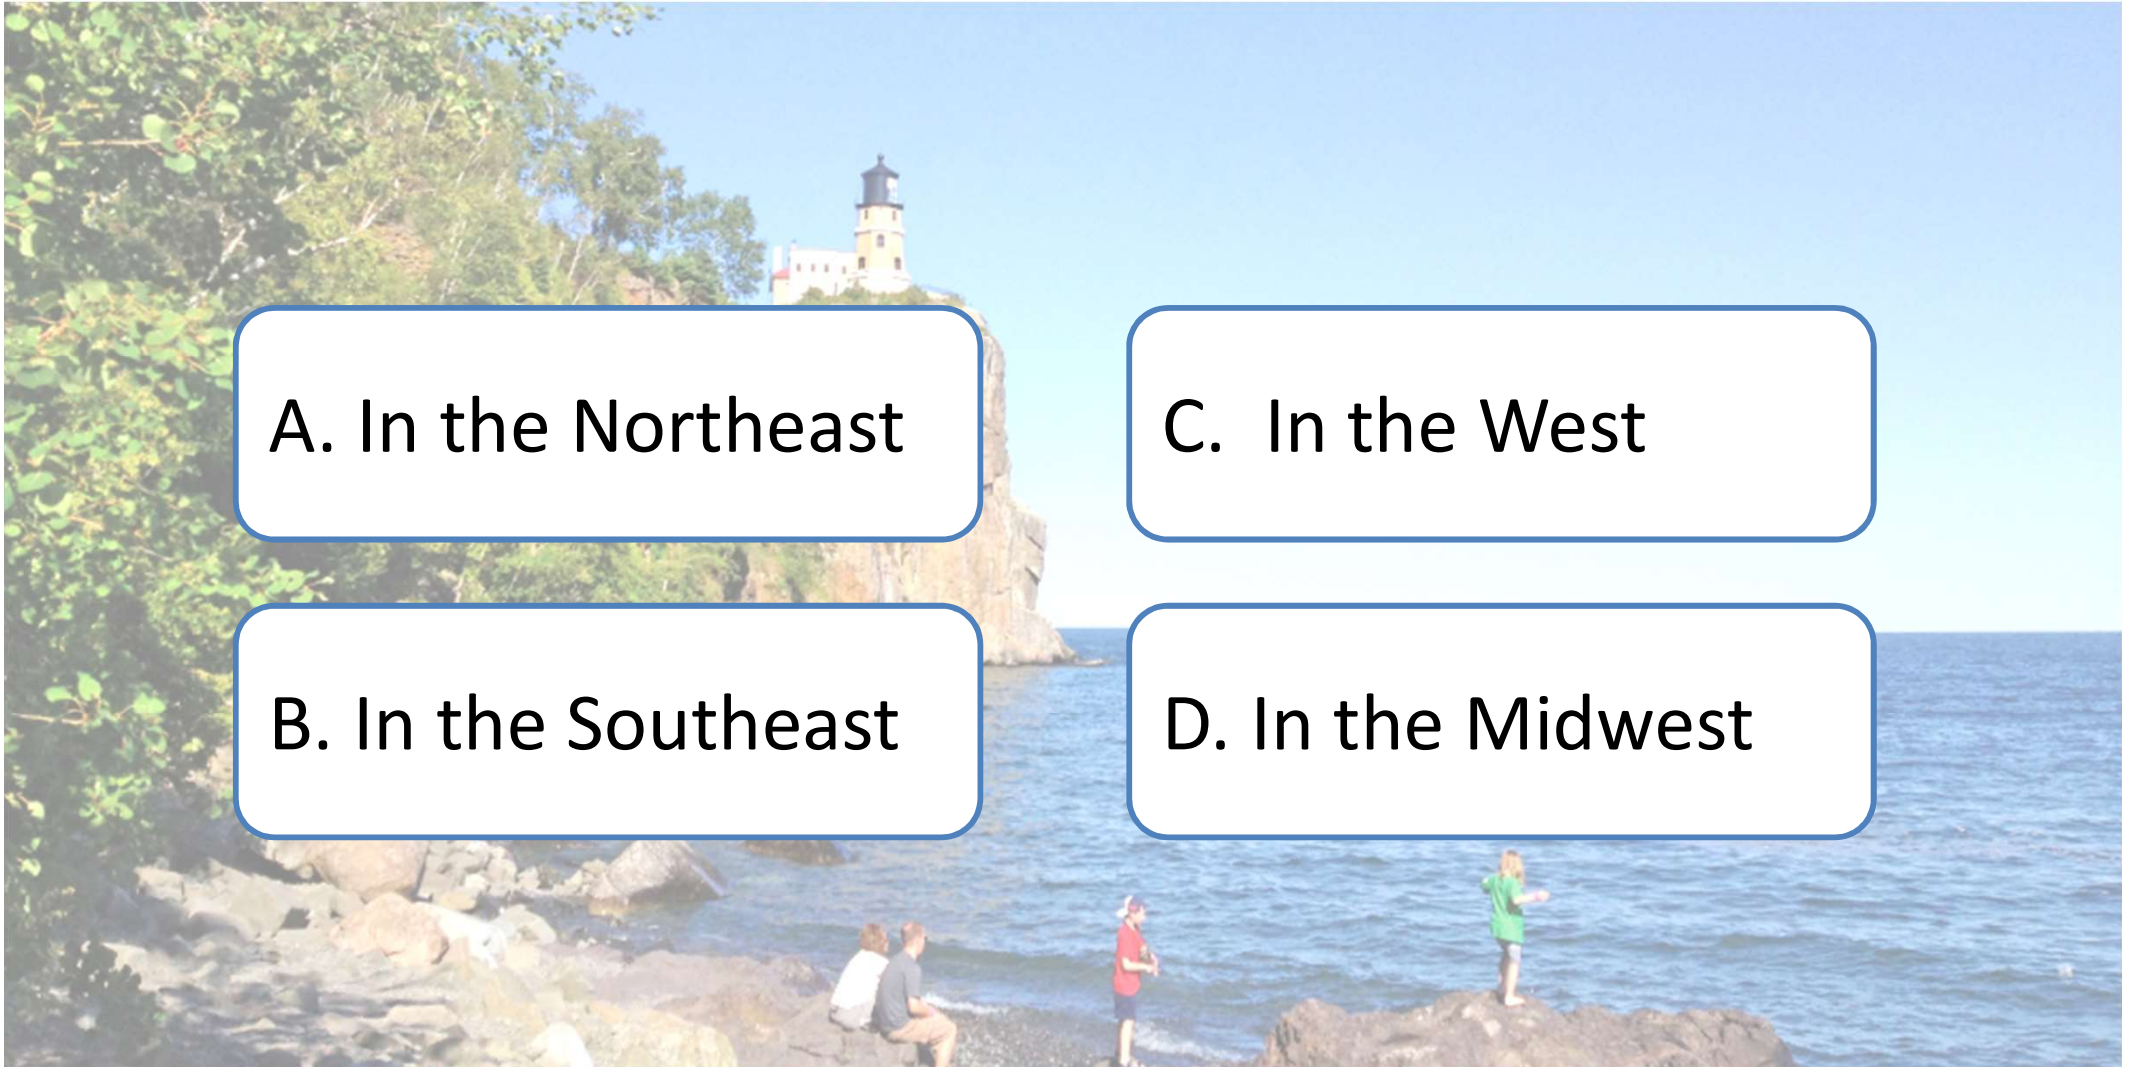 A. In the Northeast
B. In the Southeast
C.  In the West
D. In the Midwest